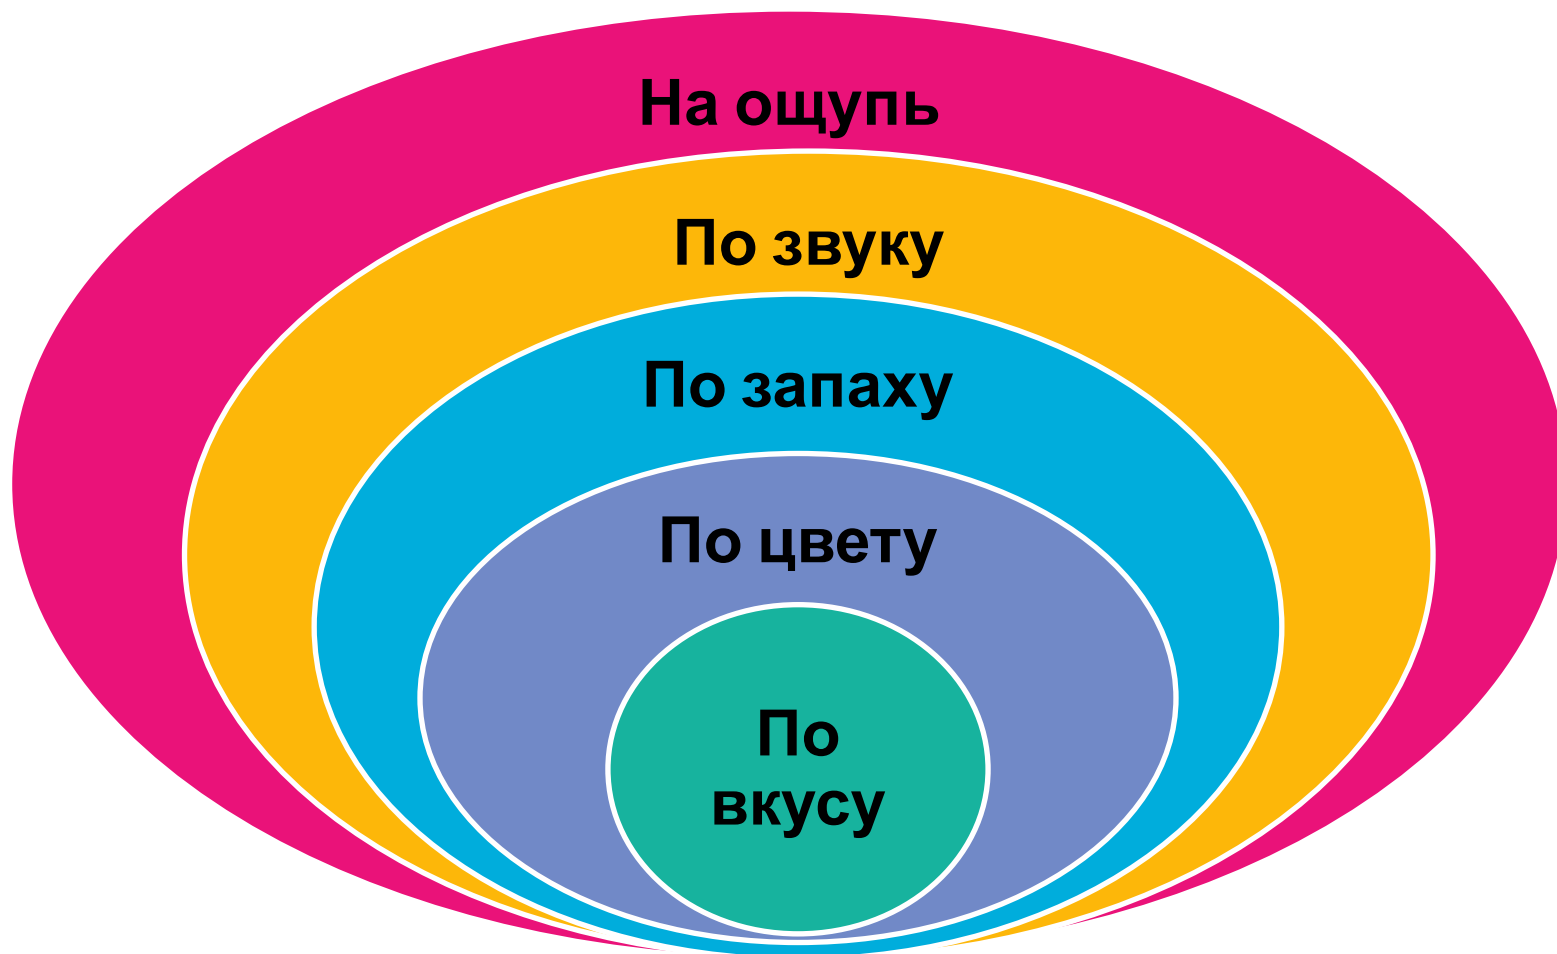 На ощупь
По звуку
По запаху
По цвету
По
вкусу